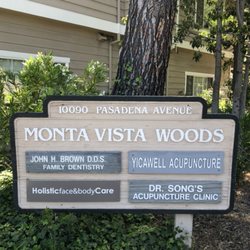 10090 PASADENA AVENUE
MONTA VISTA WOODS
JOHN H. BROWN D.D.S.
FAMILY DENTISTRY
YICAWELL ACUPUNCTURE
Holisticface&bodyCare
DR. SONG'S
ACUPUNCTURE CLINIC